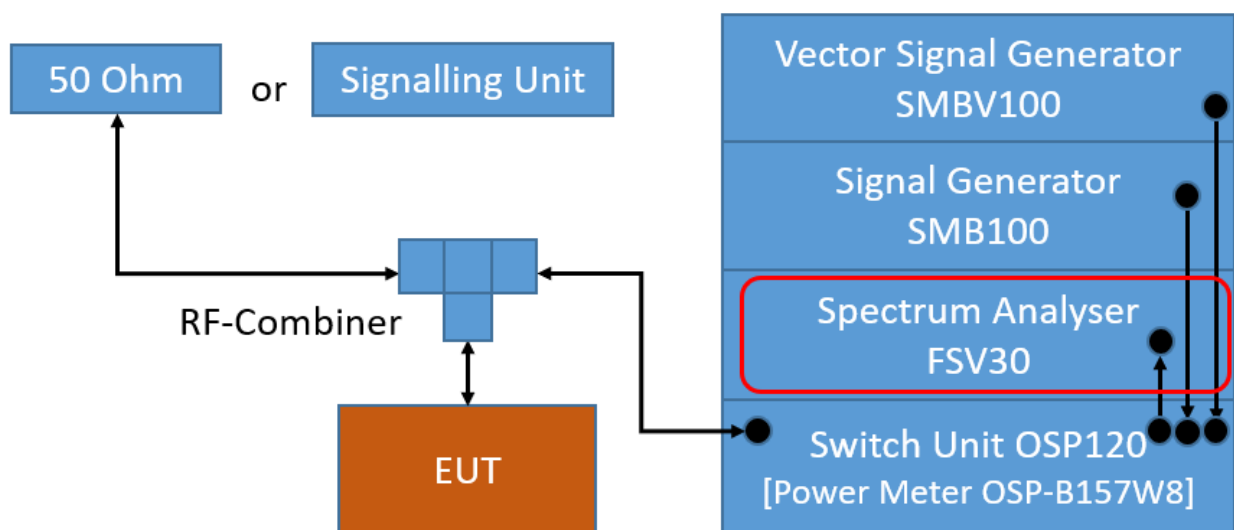 50 Ohm
or
Signalling Unit
RF-Combiner
EUT
Vector Signal Generator
SMBV100
Signal Generator
SMB100
Spectrum Analyser
FSV30
Switch Unit OSP120
[Power Meter OSP-B157W8]